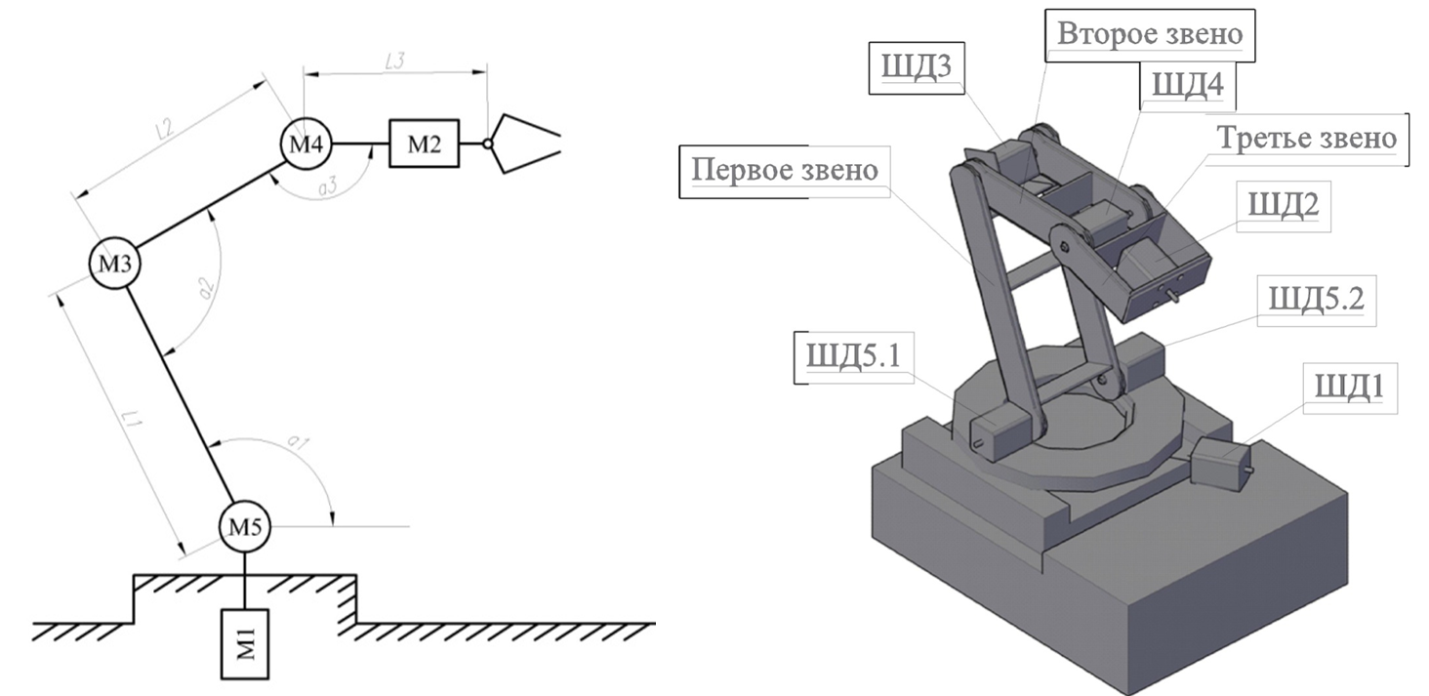 L3
L2
M4
M2
a3
M3
a2
L1
a1
M5
M1
Второе звено
ШД3
ШД4
Третье звено
Первое звено
ШД2
ШД5.2
ШД5.1
ШД1